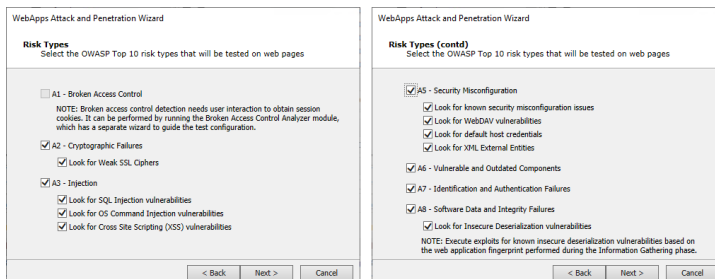 WebApps Attack and Penetration Wizard
Risk Types
Select the OWASP Top 10 risk types that will be tested on web pages
A1 - Broken Access Control
NOTE: Broken access control detection needs user interaction to obtain session
cookies. It can be performed by running the Broken Access Control Analyzer module,
which has a separate wizard to guide the test configuration.
A2 - Cryptographic Failures
Look for Weak SSL Ciphers
A3 - Injection
Look for SQL Injection vulnerabilities
Look for OS Command Injection vulnerabilities
Look for Cross Site Scripting (XSS) vulnerabilities
< Back Next > Cancel
WebApps Attack and Penetration Wizard
Risk Types (contd)
Select the OWASP Top 10 risk types that will be tested on web pages
A5 - Security Misconfiguration
Look for known security misconfiguration issues
Look for WebDAV vulnerabilities
Look for default host credentials
Look for XML External Entities
A6 - Vulnerable and Outdated Components
A7 - Identification and Authentication Failures
A8 - Software Data and Integrity Failures
Look for Insecure Deserialization vulnerabilities
NOTE: Execute exploits for known insecure deserialization vulnerabilities based on
the web application fingerprint performed during the Information Gathering phase.
< Back Next > Cancel